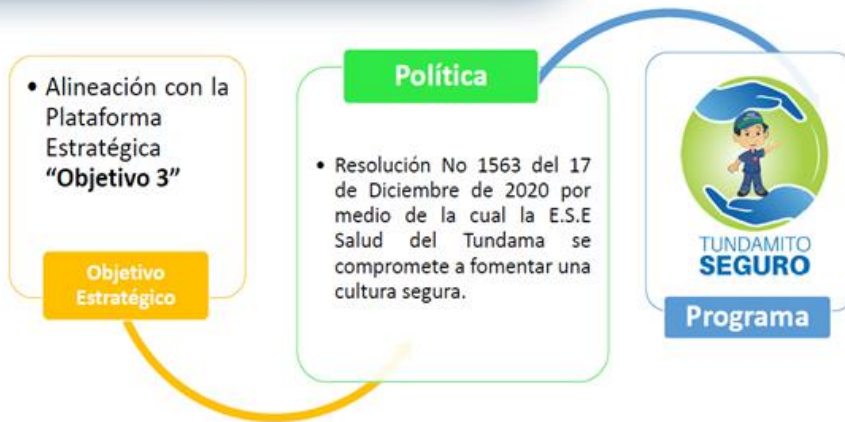 • Alineación con la
Plataforma
Estratégica
“Objetivo 3”
Objetivo
Estratégico
Política
• Resolución No 1563 del 17
de Diciembre de 2020 por
medio de la cual la E.S.E
Salud del Tundama se
compromete a fomentar una
cultura segura.
TUNDAMITO
SEGURO
Programa